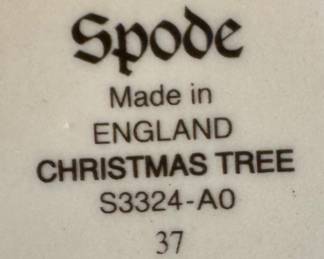 Spode
Made in
ENGLAND
CHRISTMAS TREE
S3324-A0
37